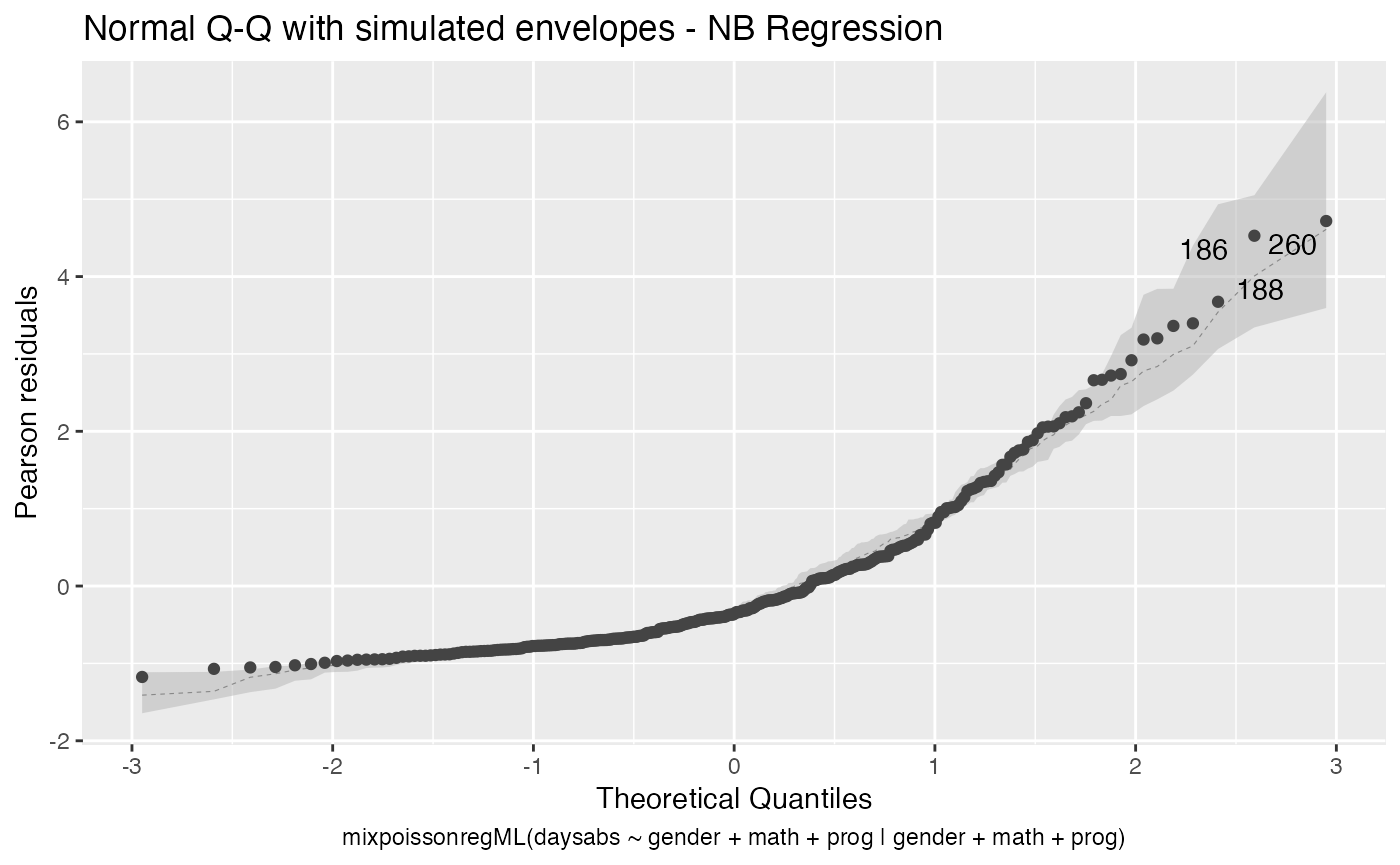 Normal Q-Q with simulated envelopes - NB Regression
6
4
2
0
-2
Pearson residuals
186
260
188
-3 -2 -1 0 1 2 3
Theoretical Quantiles
mixpoissonregML(daysabs ~ gender + math + prog | gender + math + prog)